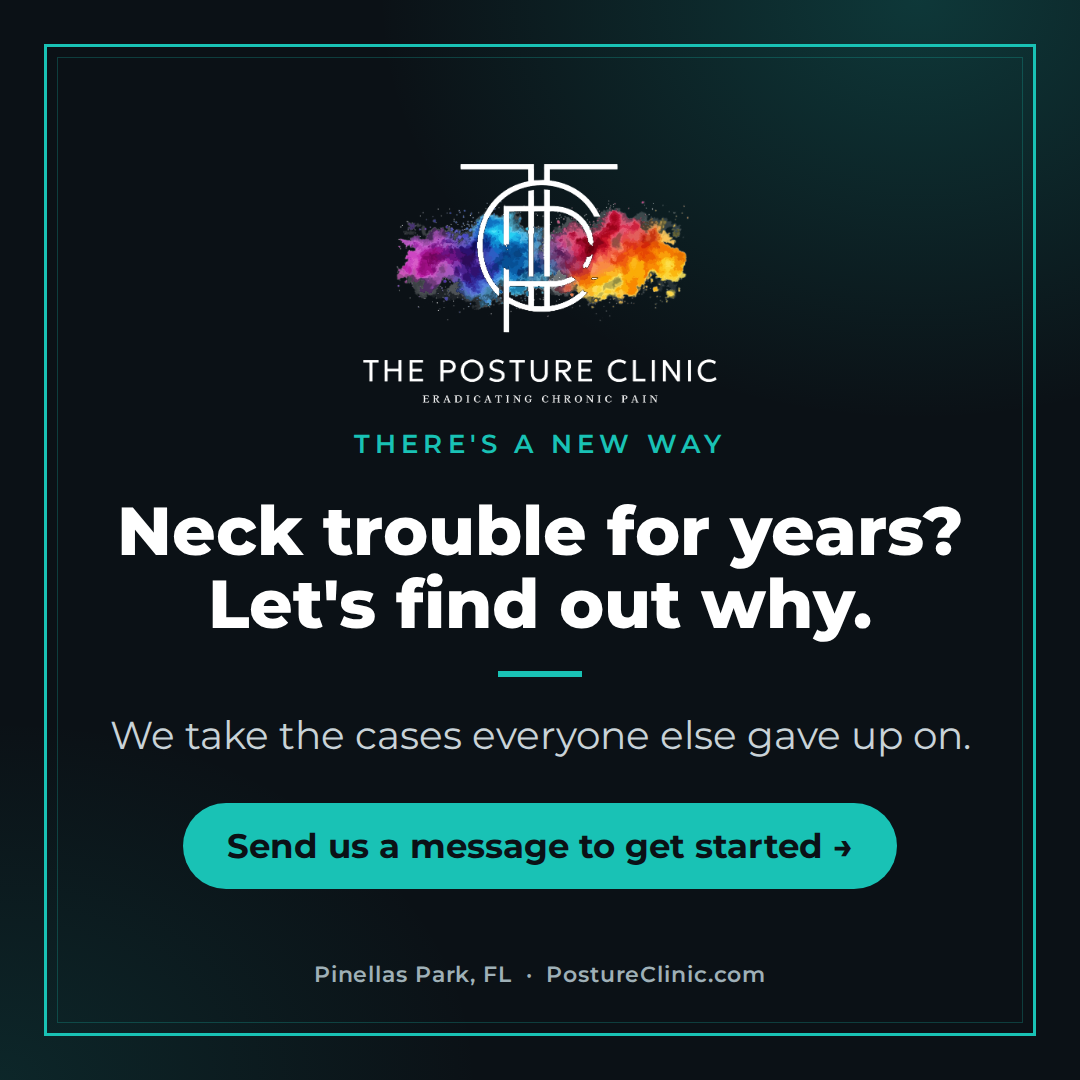 THE POSTURE CLINIC
ERADICATING CHRONIC PAIN
THERE'S A NEW WAY
Neck trouble for years?
Let's find out why.
We take the cases everyone else gave up on.
Send us a message to get started →
Pinellas Park, FL · PostureClinic.com